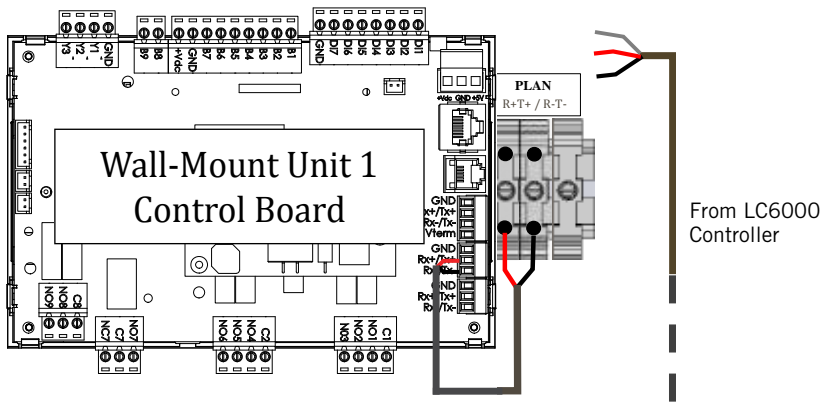 Y3
Y2
Y1
GND
B9
B8
+Vdc
GND
B7
B6
B5
B4
B3
B2
B1
GND
DI7
DI6
DI5
DI4
DI3
DI2
DI1
+Vdc GND +5V
PLAN
R+T+ / R-T-
Wall-Mount Unit 1
Control Board
From LC6000
Controller
GND
Rx+/Tx+
Rx-/Tx-
Vterm
GND
Rx+/Tx+
GND
Rx+/Tx+
Rx-/Tx-
NO9
NO8
C8
NC7
C7
NO7
NO6
NO5
NO4
C2
NO3
NO2
NO1
C1